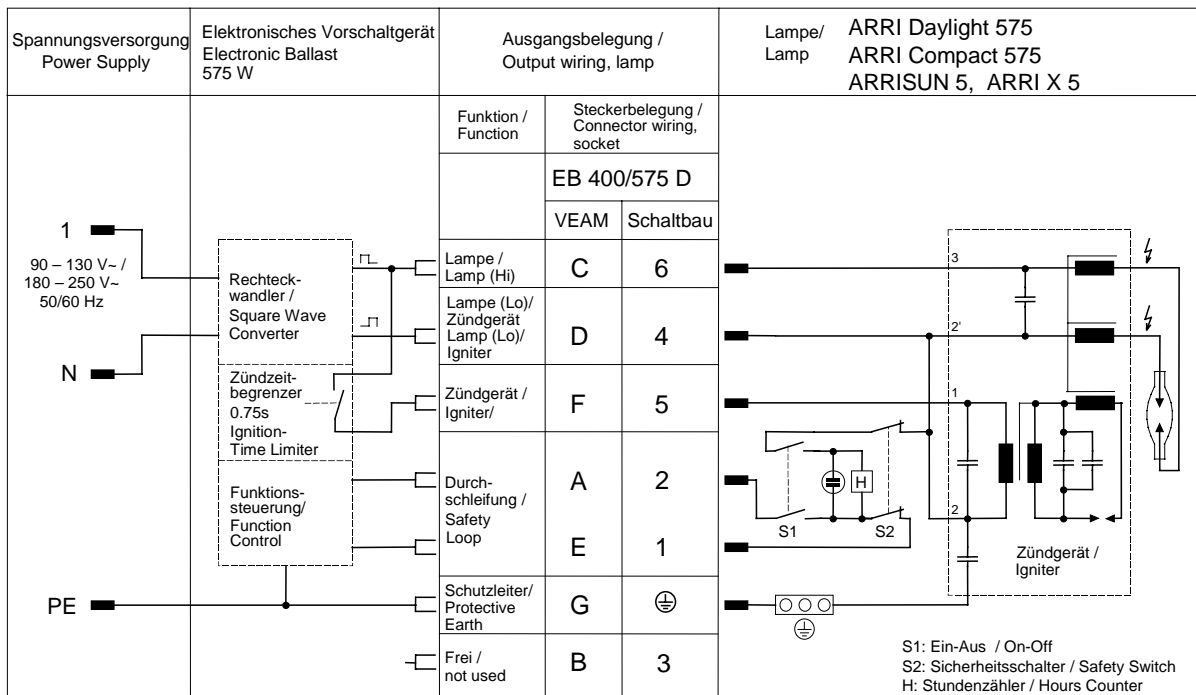 Spannungsversorgung
Power Supply
Elektronisches Vorschaltgerät
Electronic Ballast
575 W
Ausgangsbelegung /
Output wiring, lamp
Lampe/
Lamp
ARRI Daylight 575
ARRI Compact 575
ARRISUN 5, ARRI X 5
Funktion /
Function
Steckerbelegung /
Connector wiring,
socket
EB 400/575 D
VEAM
Schaltbau
1
90 – 130 V~ /
180 – 250 V~
50/60 Hz
N
PE
Rechteck-
wandler /
Square Wave
Converter
Zündzeit-
begrenzer
0.75s
Ignition-
Time Limiter
Funktions-
steuerung/
Function
Control
Lampe /
Lamp (Hi)
C
6
Lampe (Lo)/
Zündgerät
Lamp (Lo)/
Igniter
D
4
Zündgerät /
Igniter/
F
5
Durch-
schleifung /
Safety
Loop
A
2
E
1
Schutzleiter/
Protective
Earth
G
Frei /
not used
B
3
3
2'
1
2
H
S1
S2
Zündgerät /
Igniter
S1: Ein-Aus / On-Off
S2: Sicherheitsschalter / Safety Switch
H: Stundenzähler / Hours Counter